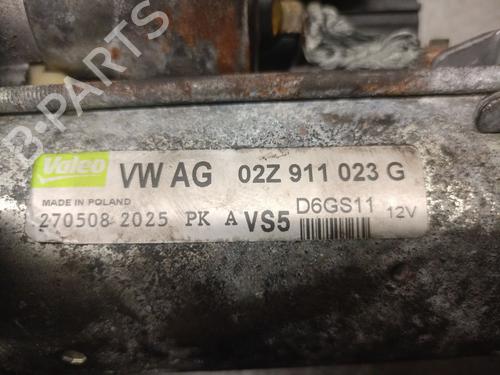 B-PARTS
Valeo VW AG 02Z 911 023 G
MADE IN POLAND D6GS11 12V
270508 2025 PK A VS5